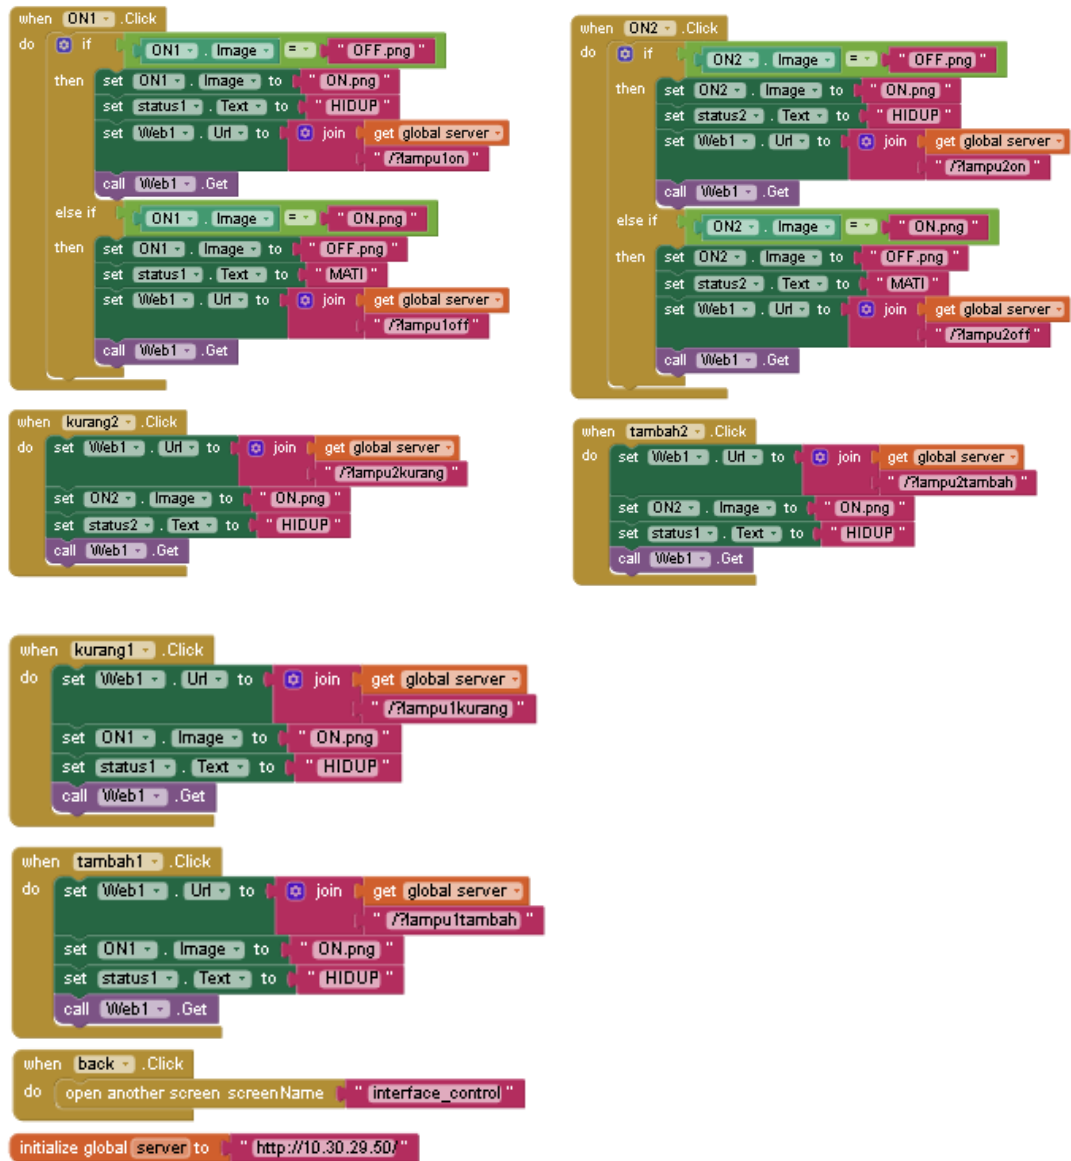 when ON1 .Click
do if ON1 . Image = " OFF.png "
then set ON1 . Image to " ON.png "
set status1 . Text to " HIDUP "
set Web1 . Url to join get global server
" /?lampu1on "
call Web1 .Get
else if ON1 . Image = " ON.png "
then set ON1 . Image to " OFF.png "
set status1 . Text to " MATI "
set Web1 . Url to join get global server
" /?lampu1off "
call Web1 .Get
when ON2 .Click
do if ON2 . Image = " OFF.png "
then set ON2 . Image to " ON.png "
set status2 . Text to " HIDUP "
set Web1 . Url to join get global server
" /?lampu2on "
call Web1 .Get
else if ON2 . Image = " ON.png "
then set ON2 . Image to " OFF.png "
set status2 . Text to " MATI "
set Web1 . Url to join get global server
" /?lampu2off "
call Web1 .Get
when kurang2 .Click
do set Web1 . Url to join get global server
" /?lampu2kurang "
set ON2 . Image to " ON.png "
set status2 . Text to " HIDUP "
call Web1 .Get
when tambah2 .Click
do set Web1 . Url to join get global server
" /?lampu2tambah "
set ON2 . Image to " ON.png "
set status1 . Text to " HIDUP "
call Web1 .Get
when kurang1 .Click
do set Web1 . Url to join get global server
" /?lampu1kurang "
set ON1 . Image to " ON.png "
set status1 . Text to " HIDUP "
call Web1 .Get
when tambah1 .Click
do set Web1 . Url to join get global server
" /?lampu1tambah "
set ON1 . Image to " ON.png "
set status1 . Text to " HIDUP "
call Web1 .Get
when back .Click
do open another screen screenName " interface_control "
initialize global server to " http://10.30.29.50/ "